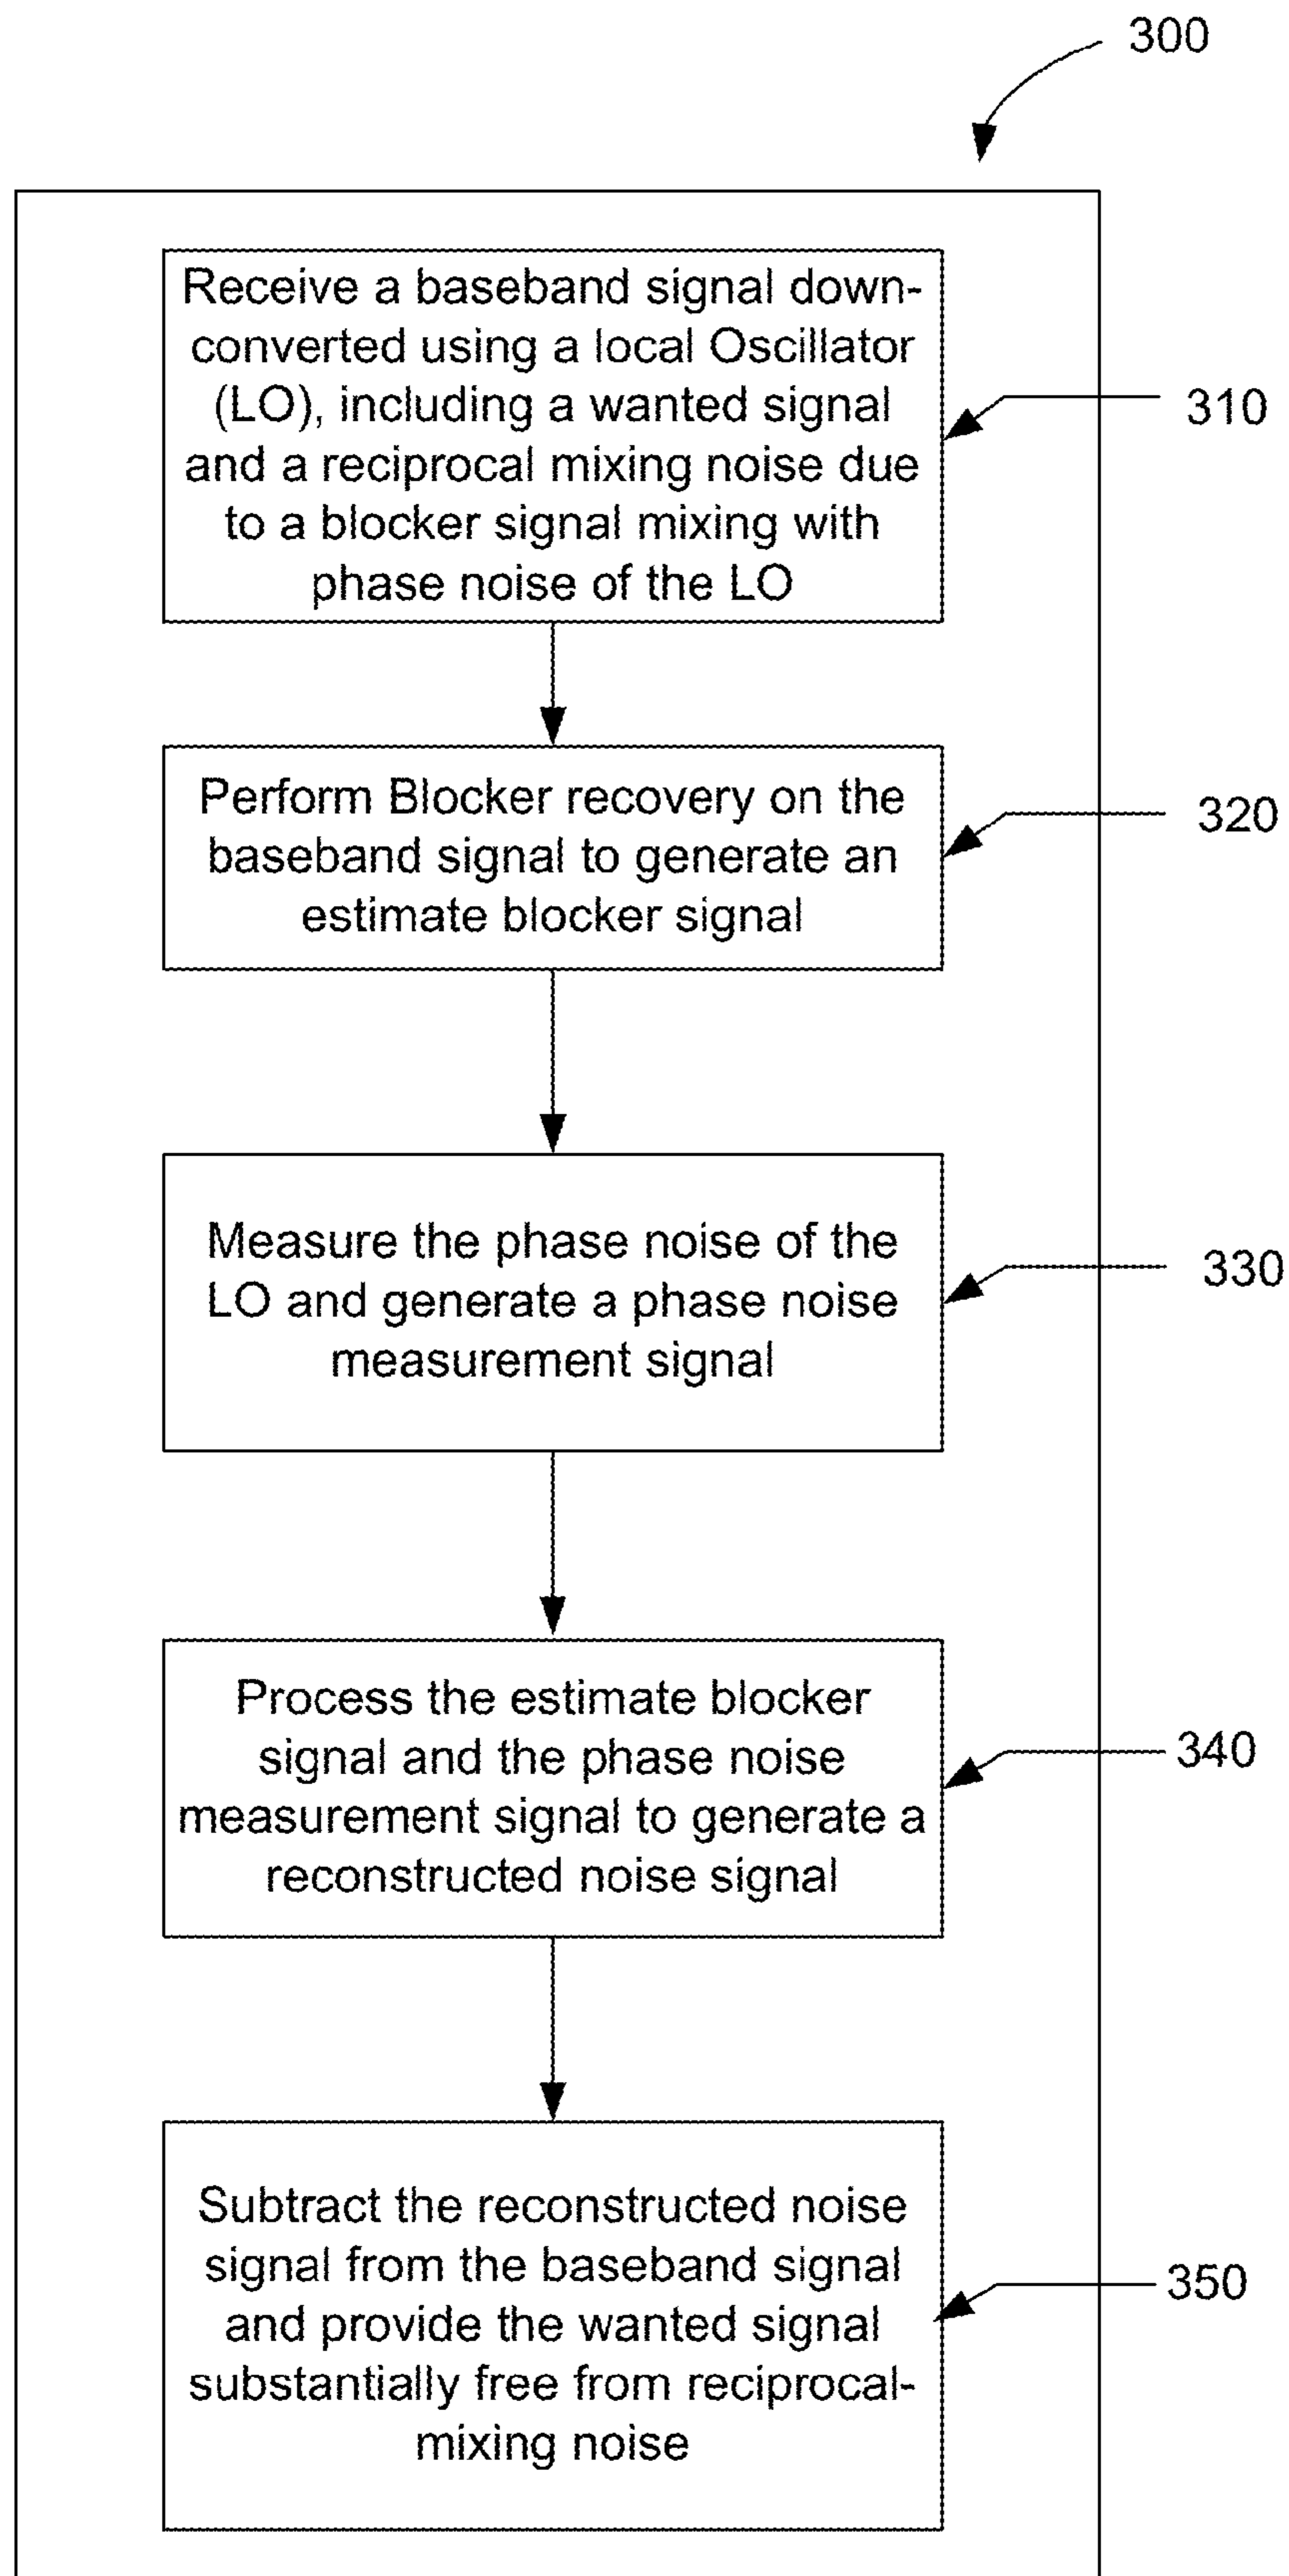 300
Receive a baseband signal down-
converted using a local Oscillator
(LO), including a wanted signal
and a reciprocal mixing noise due
to a blocker signal mixing with
phase noise of the LO
310
Perform Blocker recovery on the
baseband signal to generate an
estimate blocker signal
320
Measure the phase noise of the
LO and generate a phase noise
measurement signal
330
Process the estimate blocker
signal and the phase noise
measurement signal to generate a
reconstructed noise signal
340
Subtract the reconstructed noise
signal from the baseband signal
and provide the wanted signal
substantially free from reciprocal-
mixing noise
350